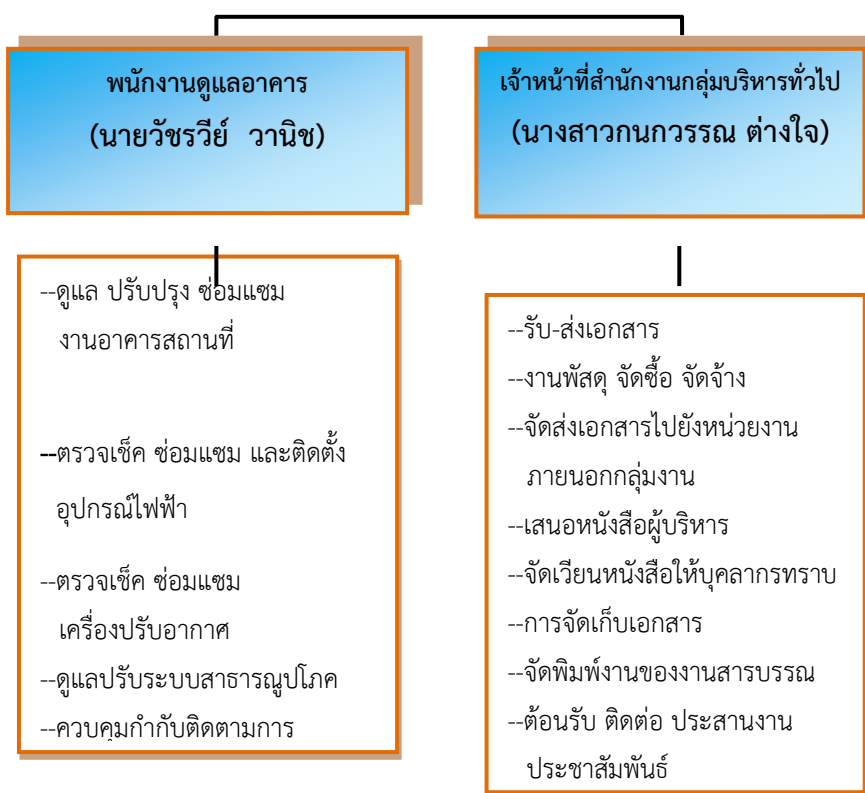 พนักงานดูแลอาคาร
(นายวัชรวีย์ วานิช)
--ดูแล ปรับปรุง ซ่อมแซม
งานอาคารสถานที่
--ตรวจเช็ค ซ่อมแซม และติดตั้ง
อุปกรณ์ไฟฟ้า
--ตรวจเช็ค ซ่อมแซม
เครื่องปรับอากาศ
--ดูแลปรับระบบสาธารณูปโภค
--ควบคุมกำกับติดตามการ
เจ้าหน้าที่สำนักงานกลุ่มบริหารทั่วไป
(นางสาวกนกวรรณ ต่างใจ)
--รับ-ส่งเอกสาร
--งานพัสดุ จัดซื้อ จัดจ้าง
--จัดส่งเอกสารไปยังหน่วยงาน
ภายนอกกลุ่มงาน
--เสนอหนังสือผู้บริหาร
--จัดเวียนหนังสือให้บุคลากรทราบ
--การจัดเก็บเอกสาร
--จัดพิมพ์งานของงานสารบรรณ
--ต้อนรับ ติดต่อ ประสานงาน
ประชาสัมพันธ์